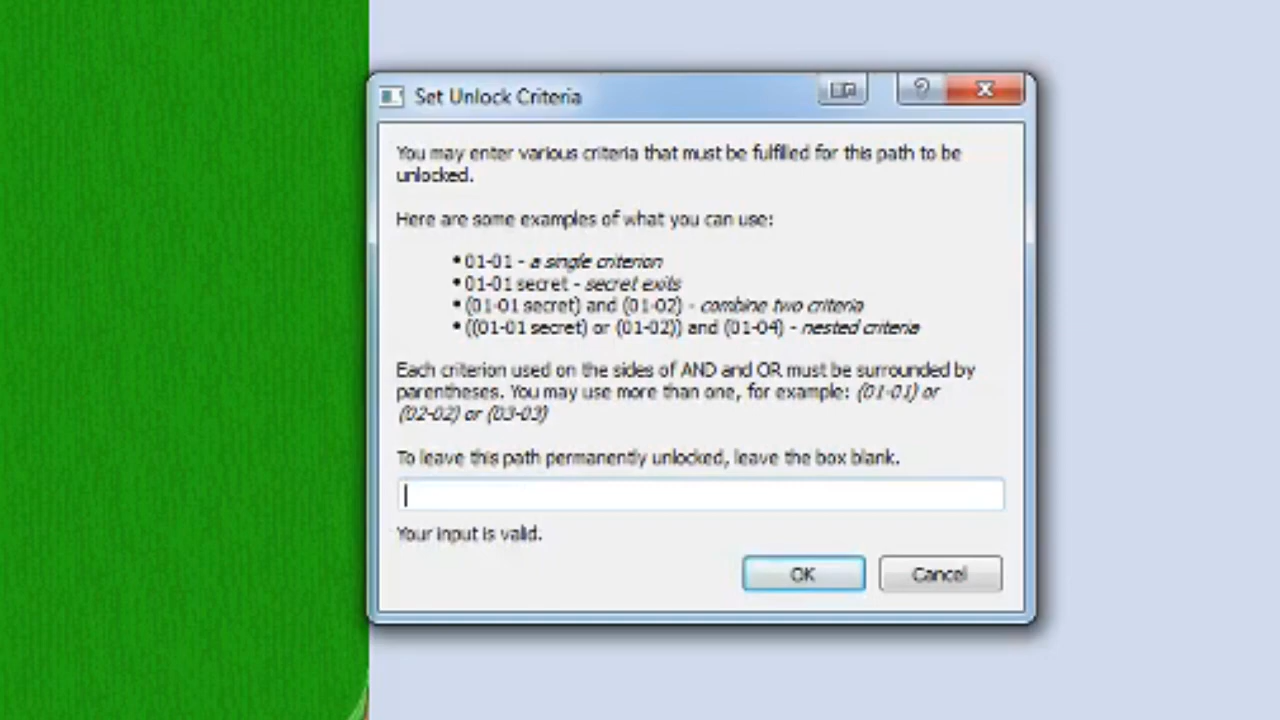 Set Unlock Criteria
You may enter various criteria that must be fulfilled for this path to be
unlocked.
Here are some examples of what you can use:
• 01-01 - a single criterion
• 01-01 secret - secret exits
• (01-01 secret) and (01-02) - combine two criteria
• ((01-01 secret) or (01-02)) and (01-04) - nested criteria
Each criterion used on the sides of AND and OR must be surrounded by
parentheses. You may use more than one, for example: (01-01) or
(02-02) or (03-03)
To leave this path permanently unlocked, leave the box blank.
Your input is valid.
OK Cancel